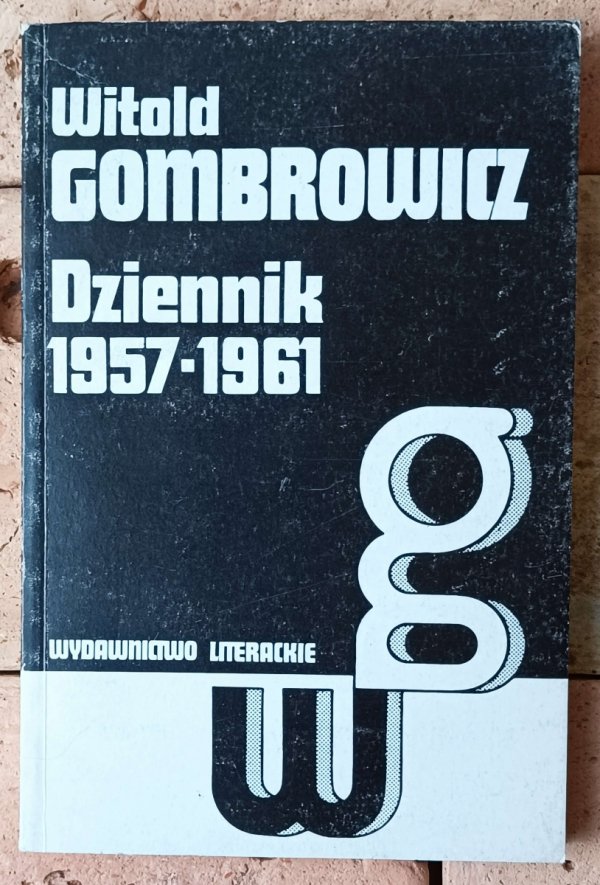 Witold
GOMBROWICZ
Dziennik
1957•1961
WYDAWNICTWO LITERACKIE
g
w